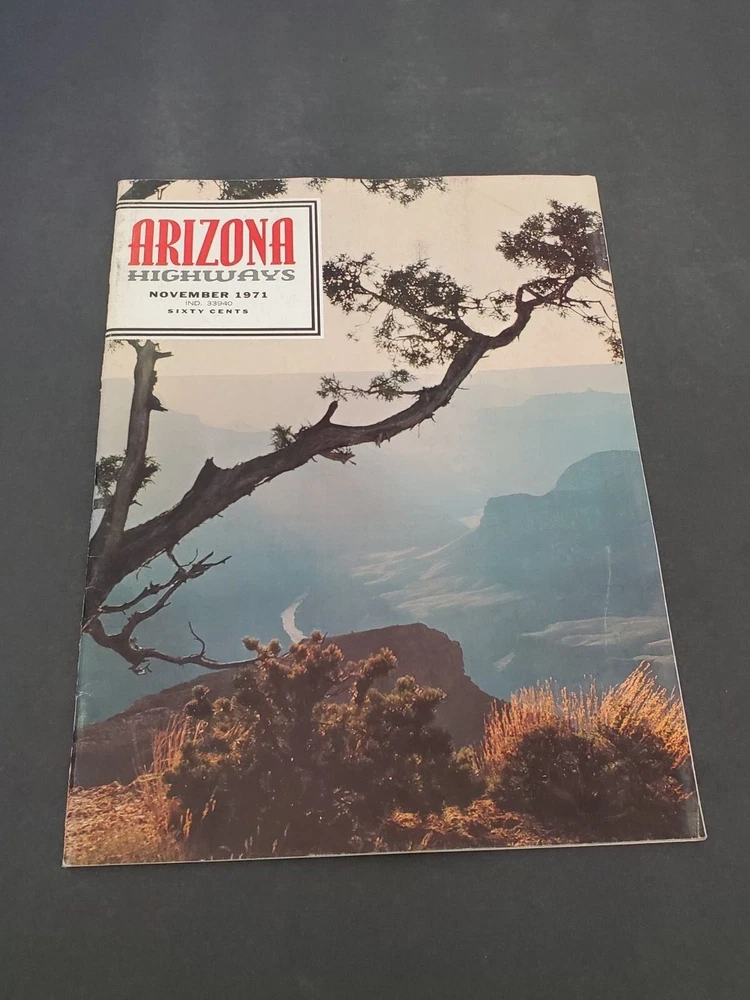 ARIZONA
HIGHWAYS
NOVEMBER 1971
IND. 33940
SIXTY CENTS